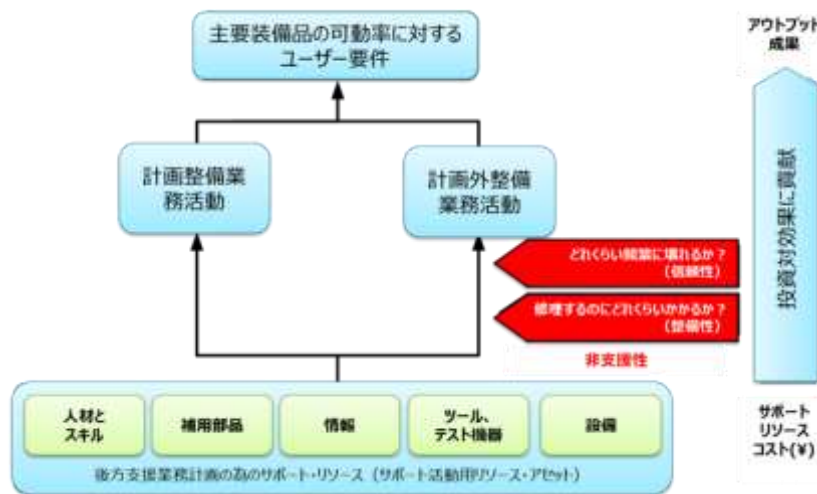 主要装備品の可動率に対する
ユーザー要件
アウトプット
成果
計画整備業
務活動
計画外整備
業務活動
どれくらい頻繁に壊れるか？
（信頼性）
修理するのにどれくらいかかるか？
（整備性）
非支援性
投資対効果に貢献
人材と
スキル
補用部品
情報
ツール、
テスト機器
設備
後方支援業務計画の為のサポート・リソース（サポート活動用リソース・アセット）
サポート
リソース
コスト(¥)